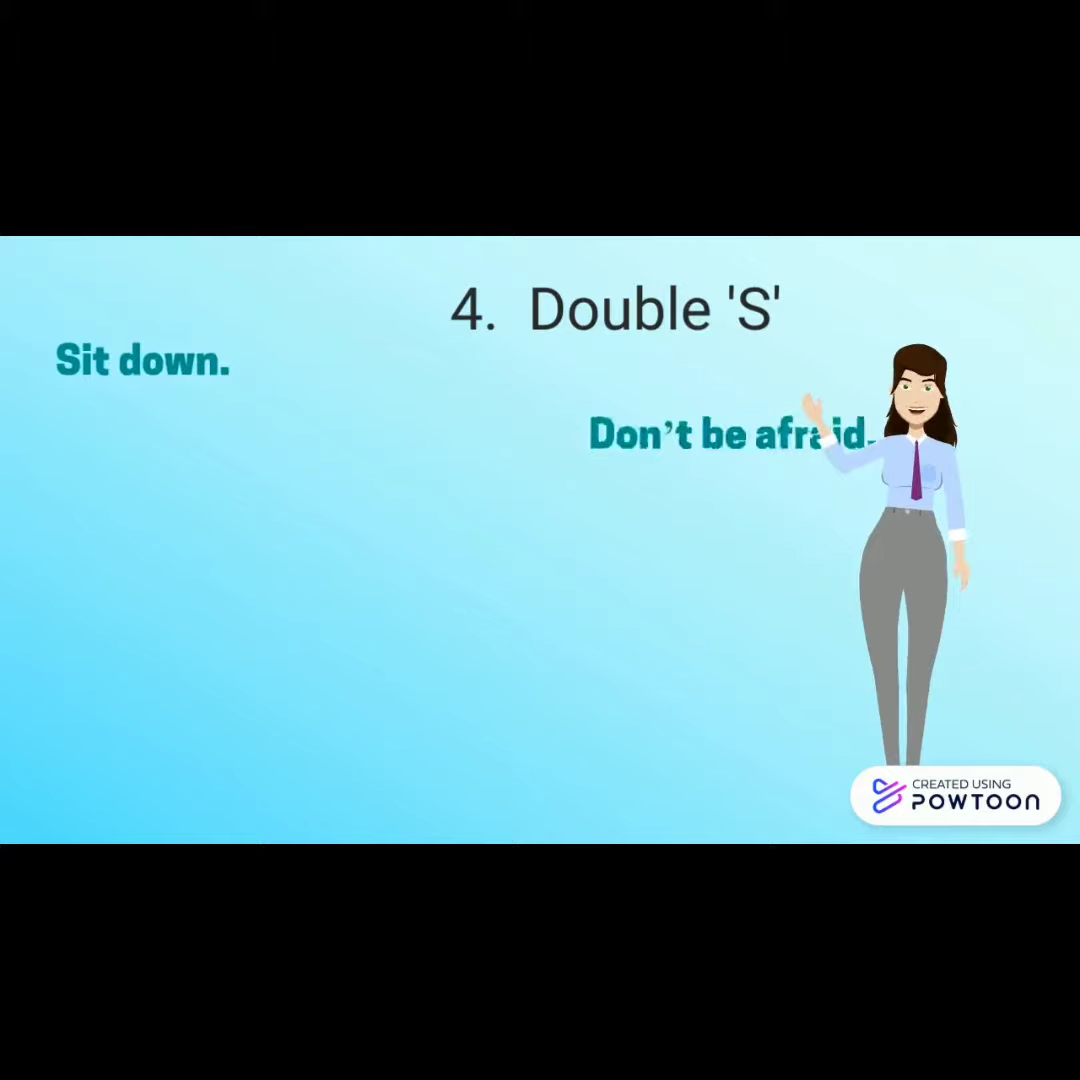 4. Double 'S'
Sit down.
Don’t be afraid.
CREATED USING
POWTOON